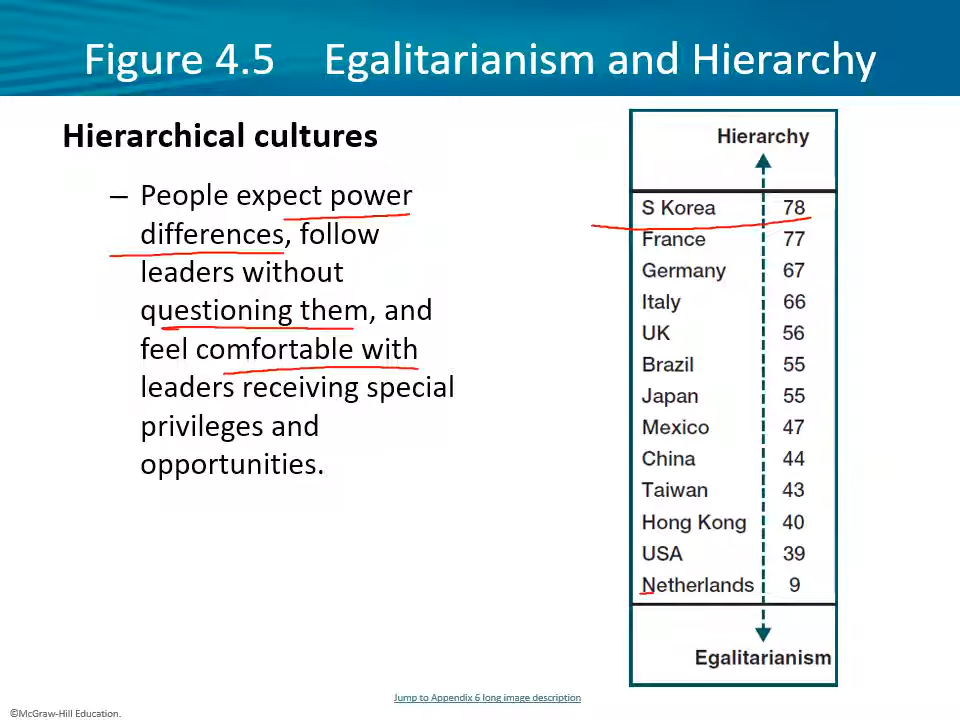 Figure 4.5 Egalitarianism and Hierarchy
Hierarchical cultures
– People expect power
differences, follow
leaders without
questioning them, and
feel comfortable with
leaders receiving special
privileges and
opportunities.
Hierarchy
S Korea 78
France 77
Germany 67
Italy 66
UK 56
Brazil 55
Japan 55
Mexico 47
China 44
Taiwan 43
Hong Kong 40
USA 39
Netherlands 9
Egalitarianism
Jump to Appendix 6 long image description
©McGraw-Hill Education.